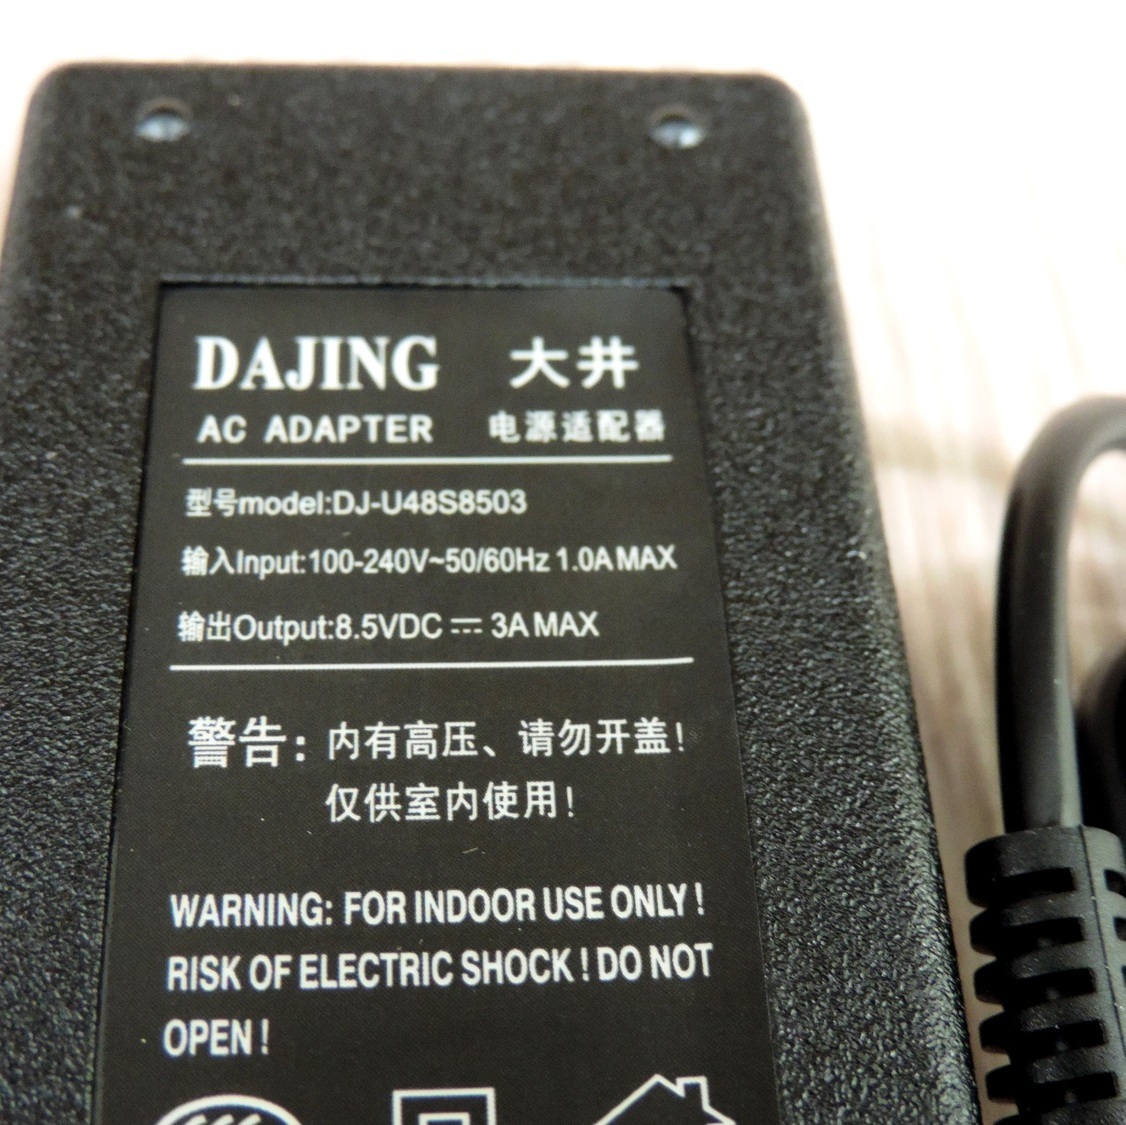 DAJING 大井
AC ADAPTER 电源适配器
型号model:DJ-U48S8503
输入Input:100-240V~50/60Hz 1.0A MAX
输出Output:8.5VDC ⎓ 3A MAX
警告：内有高压、请勿开盖！
仅供室内使用！
WARNING: FOR INDOOR USE ONLY !
RISK OF ELECTRIC SHOCK ! DO NOT
OPEN !